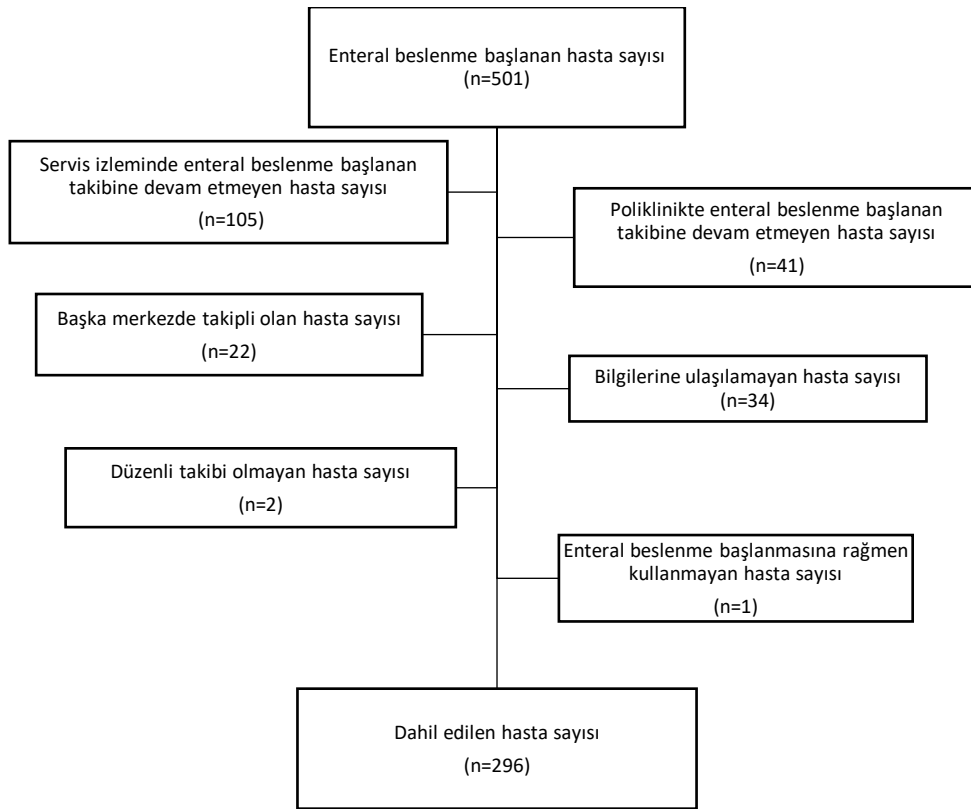 Enteral beslenme başlanan hasta sayısı
(n=501)
Servis izleminde enteral beslenme başlanan
takibine devam etmeyen hasta sayısı
(n=105)
Poliklinikte enteral beslenme başlanan
takibine devam etmeyen hasta sayısı
(n=41)
Başka merkezde takipli olan hasta sayısı
(n=22)
Bilgilerine ulaşılamayan hasta sayısı
(n=34)
Düzenli takibi olmayan hasta sayısı
(n=2)
Enteral beslenme başlanmasına rağmen
kullanmayan hasta sayısı
(n=1)
Dahil edilen hasta sayısı
(n=296)